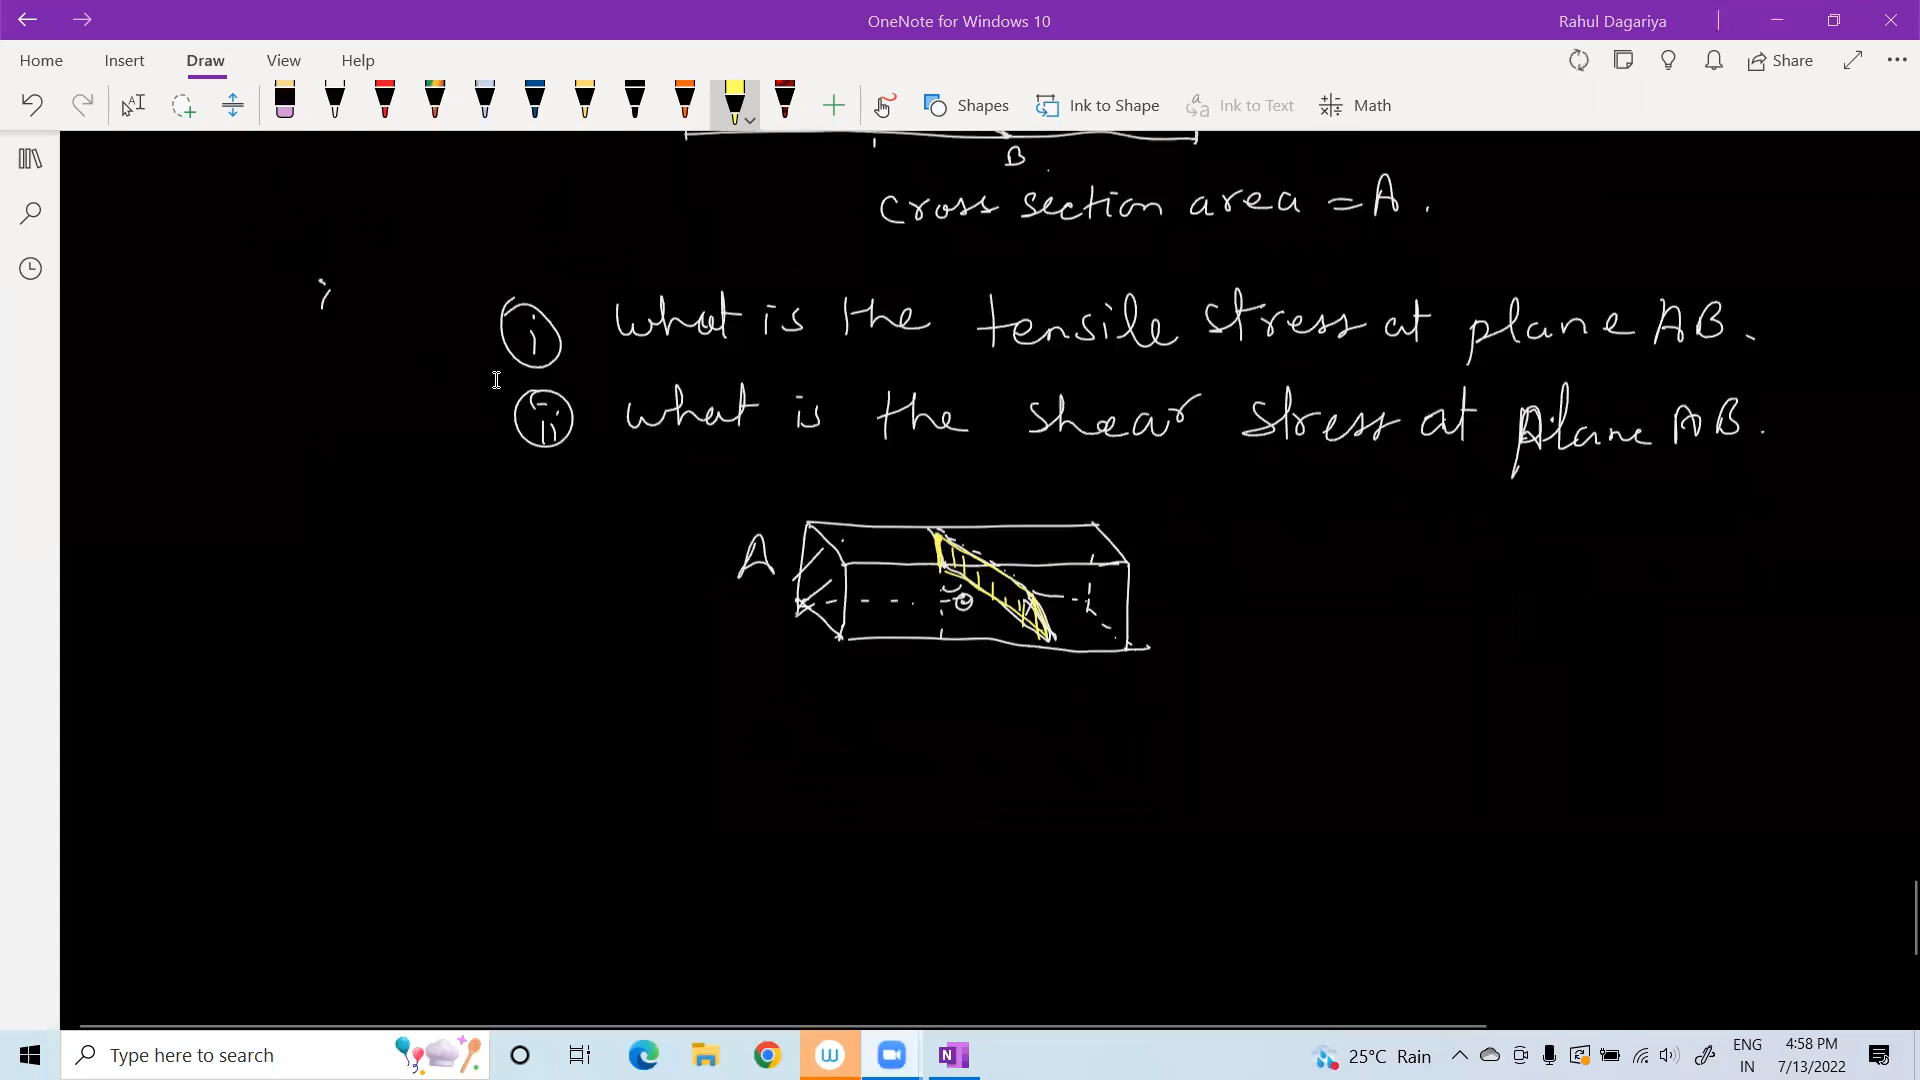 OneNote for Windows 10
Rahul Dagariya
Home Insert Draw View Help
Share
Shapes Ink to Shape Ink to Text Math
B
cross section area = A.
i
i what is the tensile stress at plane AB.
ii what is the shear stress at plane AB.
A
Type here to search
25°C Rain
ENG
IN
4:58 PM
7/13/2022